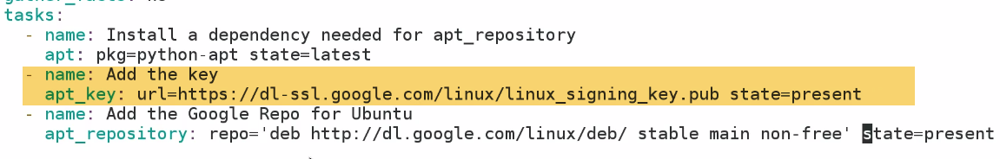 tasks:
- name: Install a dependency needed for apt_repository
apt: pkg=python-apt state=latest
- name: Add the key
apt_key: url=https://dl-ssl.google.com/linux/linux_signing_key.pub state=present
- name: Add the Google Repo for Ubuntu
apt_repository: repo='deb http://dl.google.com/linux/deb/ stable main non-free' state=present